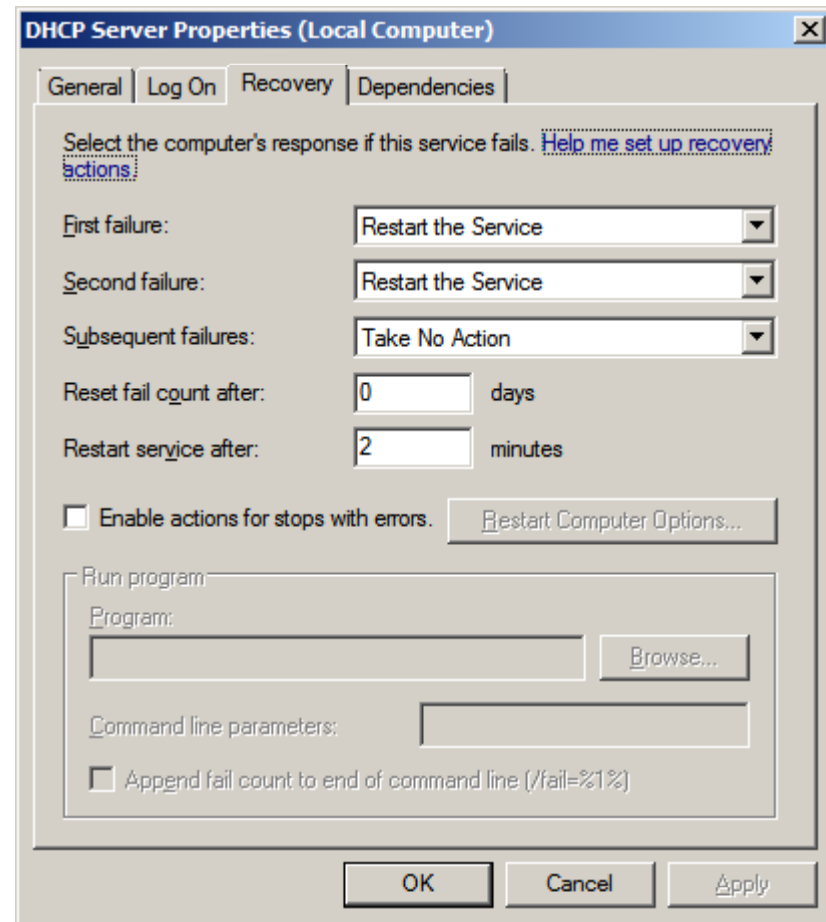 DHCP Server Properties (Local Computer)
General Log On Recovery Dependencies
Select the computer's response if this service fails. Help me set up recovery
actions.
First failure: Restart the Service
Second failure: Restart the Service
Subsequent failures: Take No Action
Reset fail count after: 0 days
Restart service after: 2 minutes
Enable actions for stops with errors. Restart Computer Options...
Run program
Program:
Browse...
Command line parameters:
Append fail count to end of command line (/fail=%1%)
OK Cancel Apply